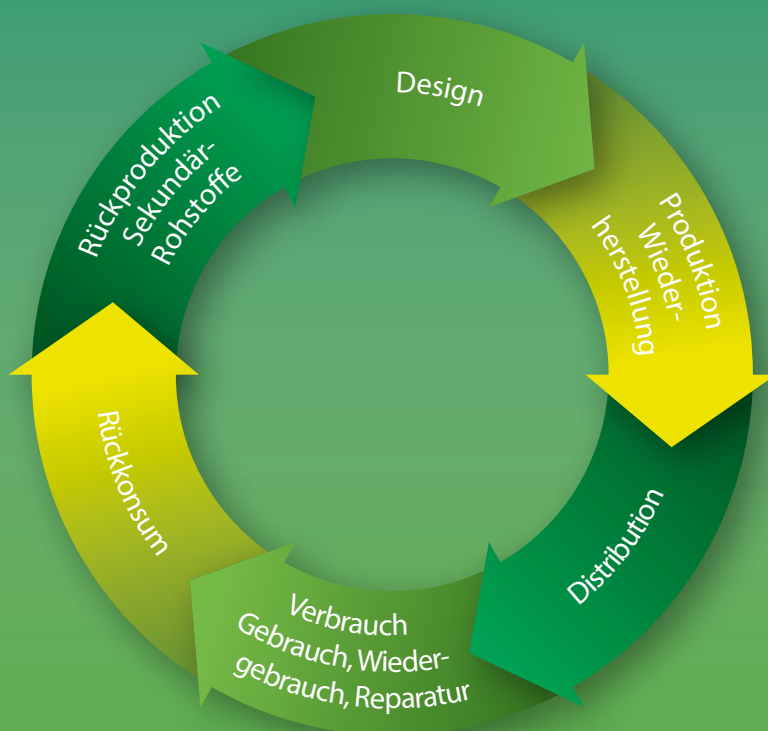 Design
Produktion
Wieder-
herstellung
Distribution
Verbrauch
Gebrauch, Wieder-
gebrauch, Reparatur
Rückkonsum
Rückproduktion
Sekundär-
Rohstoffe